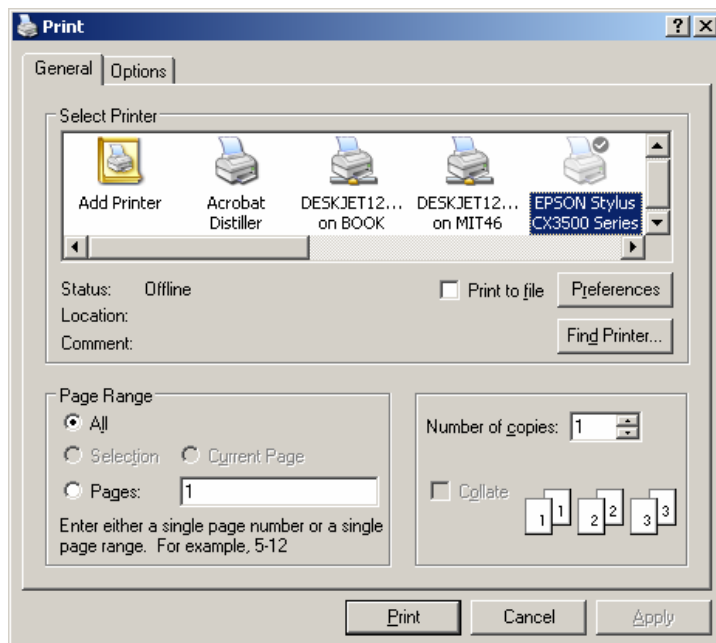 Print
General
Options
Select Printer
Add Printer
Acrobat
Distiller
DESKJET12...
on BOOK
DESKJET12...
on MIT46
EPSON Stylus
CX3500 Series
Status: Offline
Print to file
Preferences
Location:
Comment:
Find Printer...
Page Range
All
Selection
Current Page
Pages: 1
Enter either a single page number or a single
page range. For example, 5-12
Number of copies: 1
Collate
1 1 2 2 3 3
Print
Cancel
Apply